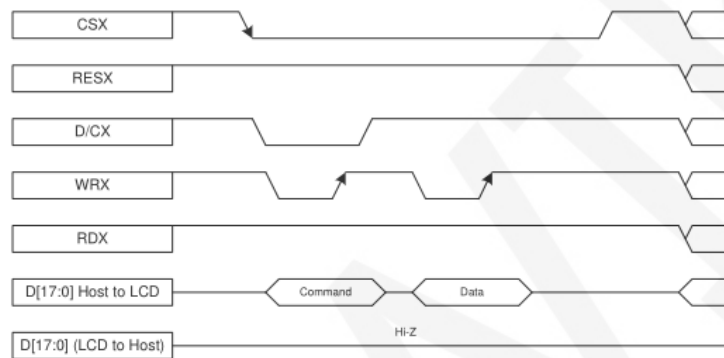 CSX
RESX
D/CX
WRX
RDX
D[17:0] Host to LCD
Command
Data
D[17:0] (LCD to Host)
Hi-Z